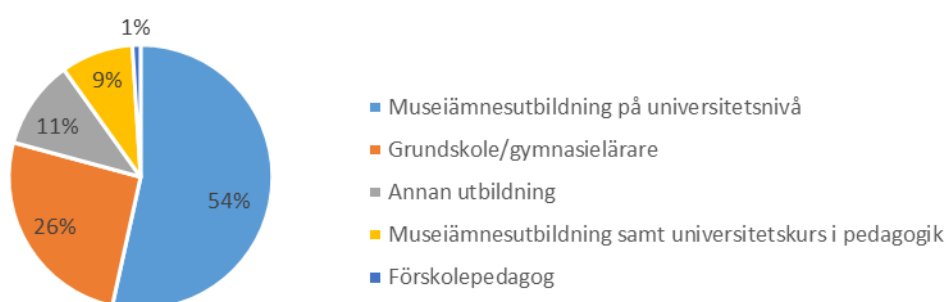 1%
9%
11%
54%
26%
Museiämnesutbildning på universitetsnivå
Grundskole/gymnasielärare
Annan utbildning
Museiämnesutbildning samt universitetskurs i pedagogik
Förskolepedagog